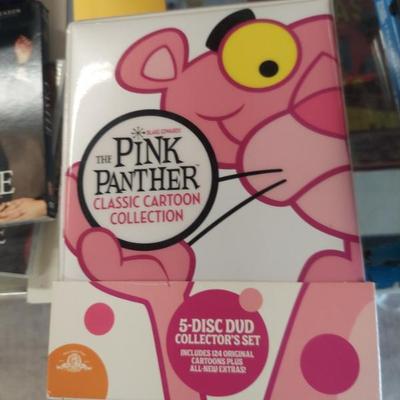 BLAKE EDWARDS'
THE PINK
PANTHER™
CLASSIC CARTOON
COLLECTION
5-DISC DVD
COLLECTOR'S SET
INCLUDES 124 ORIGINAL
CARTOONS PLUS
ALL-NEW EXTRAS!